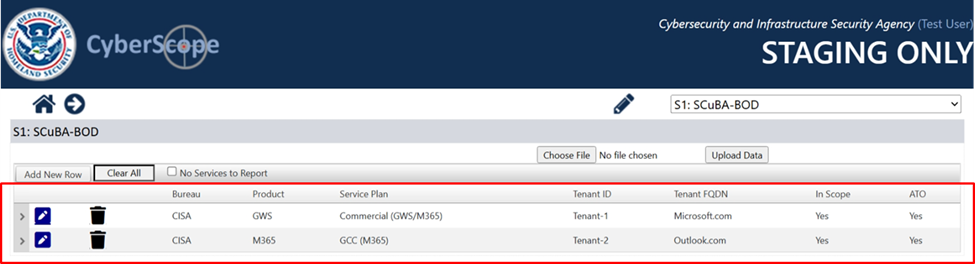 U.S. DEPARTMENT OF
HOMELAND SECURITY
CyberScope
Cybersecurity and Infrastructure Security Agency (Test User)
STAGING ONLY
S1: SCuBA-BOD
S1: SCuBA-BOD
Choose File No file chosen Upload Data
Add New Row Clear All No Services to Report
Bureau Product Service Plan Tenant ID Tenant FQDN In Scope ATO
CISA GWS Commercial (GWS/M365) Tenant-1 Microsoft.com Yes Yes
CISA M365 GCC (M365) Tenant-2 Outlook.com Yes Yes